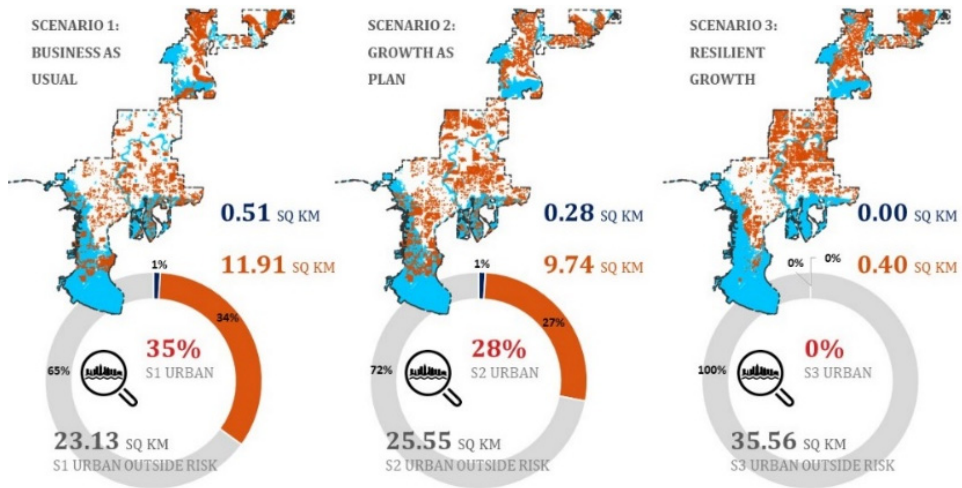 SCENARIO 1:
BUSINESS AS
USUAL
0.51 SQ KM
11.91 SQ KM
1%
34%
35%
S1 URBAN
65%
23.13 SQ KM
S1 URBAN OUTSIDE RISK
SCENARIO 2:
GROWTH AS
PLAN
0.28 SQ KM
9.74 SQ KM
1%
27%
28%
S2 URBAN
72%
25.55 SQ KM
S2 URBAN OUTSIDE RISK
SCENARIO 3:
RESILIENT
GROWTH
0.00 SQ KM
0.40 SQ KM
0%
0%
0%
S3 URBAN
100%
35.56 SQ KM
S3 URBAN OUTSIDE RISK